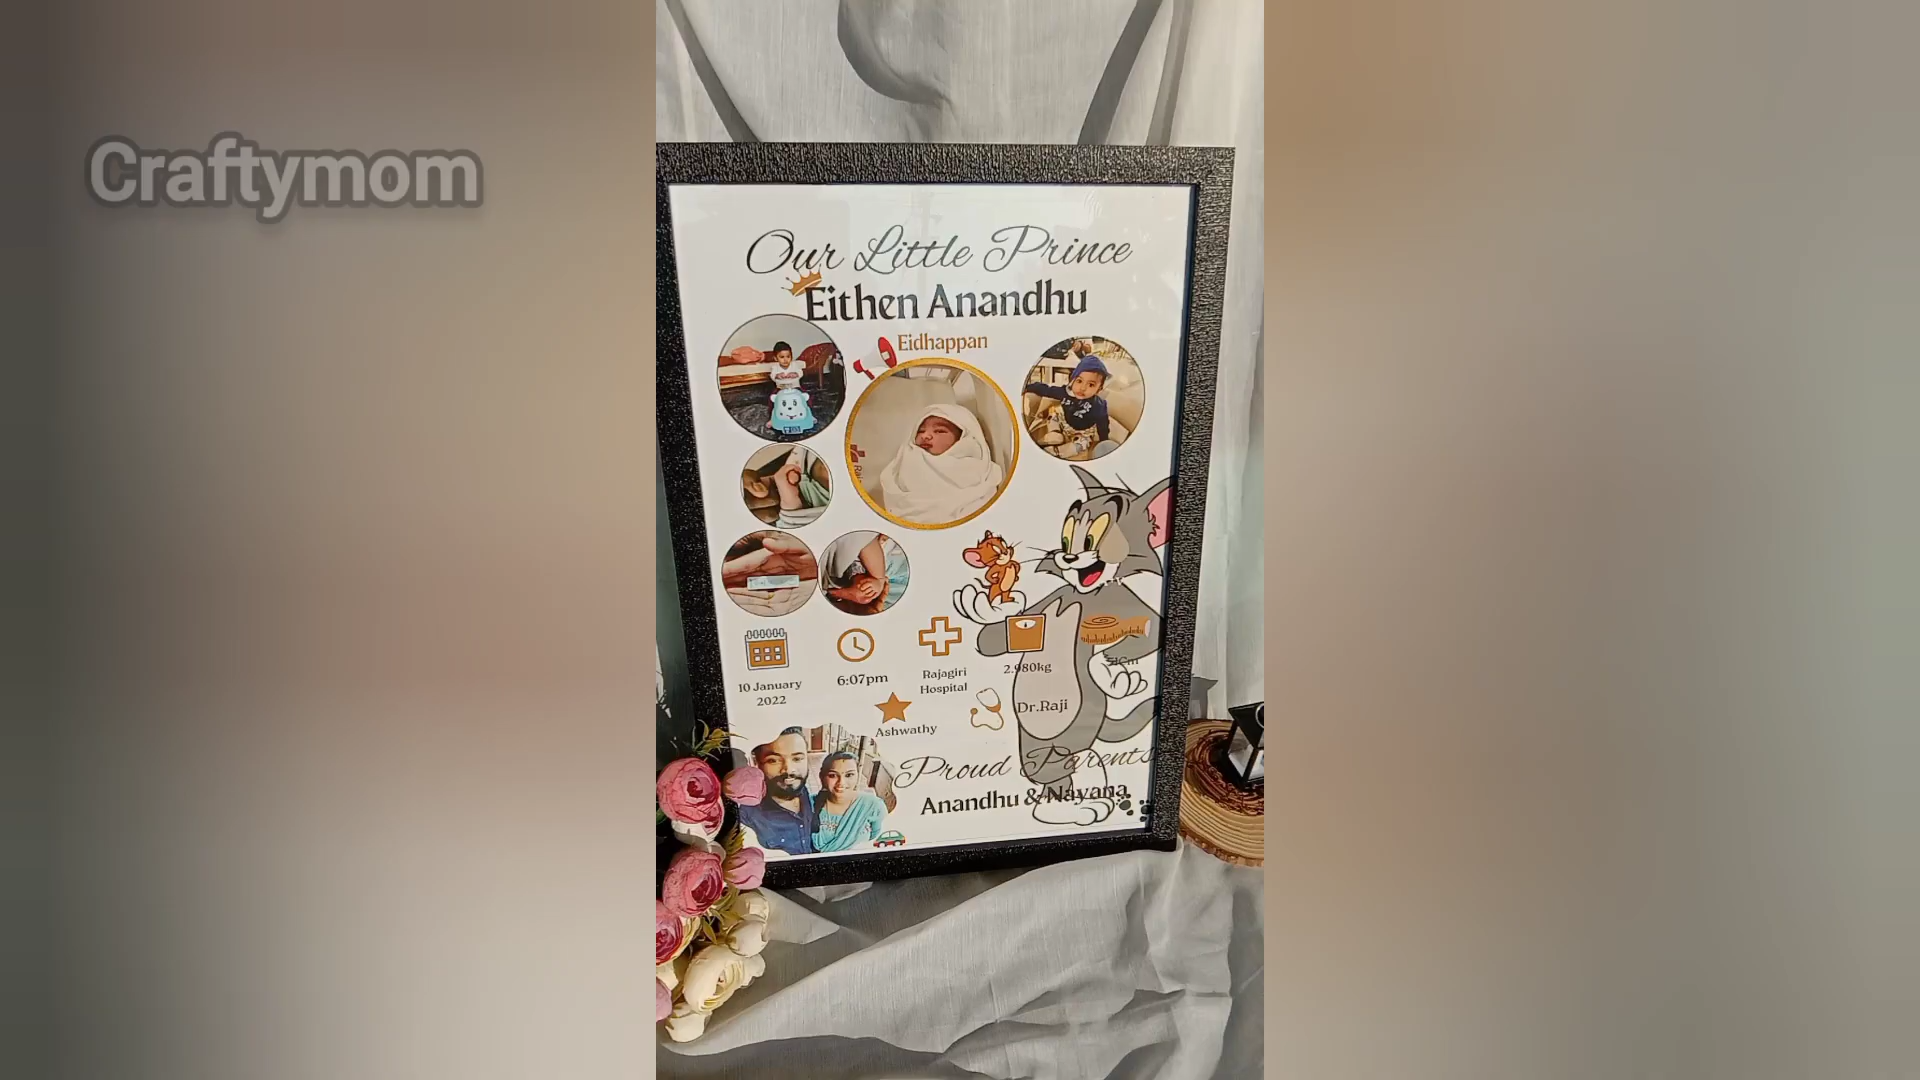 Craftymom
Our Little Prince
Eithen Anandhu
Eidhappan
10 January
2022
6:07pm
Rajagiri
Hospital
2.980kg
51Cm
Ashwathy
Dr.Raji
Proud Parents
Anandhu & Nayana